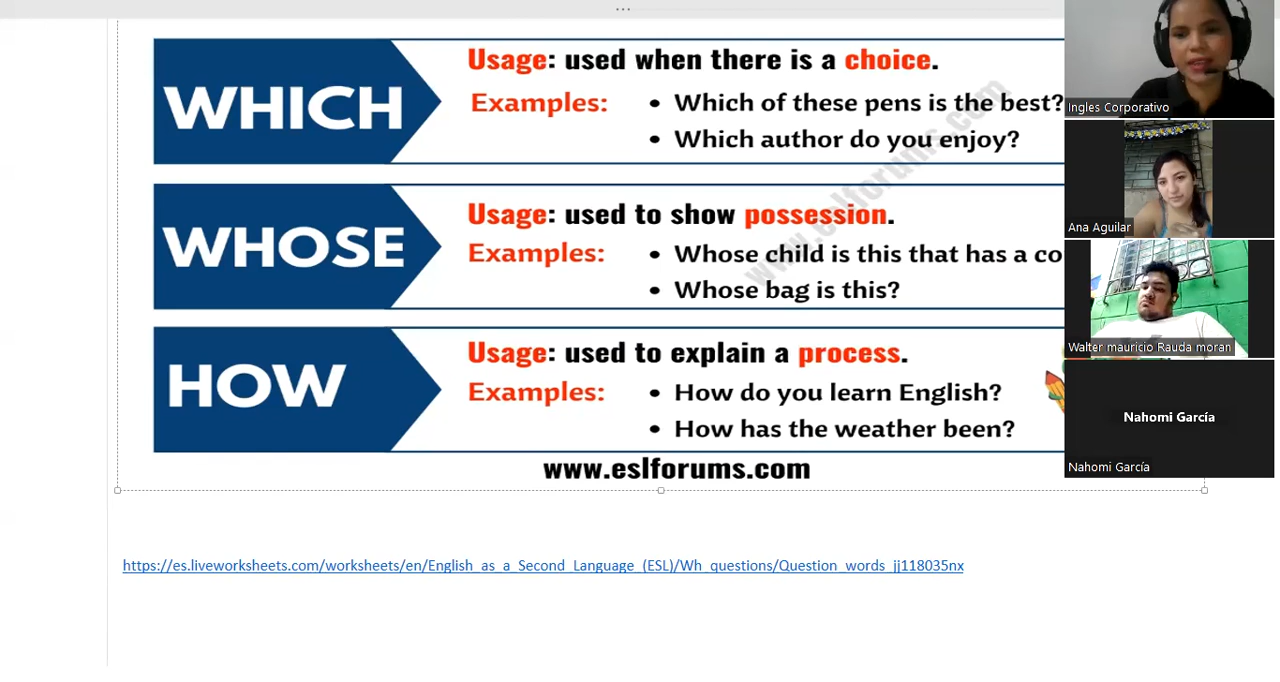 ...
WHICH
Usage: used when there is a choice.
Examples: • Which of these pens is the best?
• Which author do you enjoy?
WHOSE
Usage: used to show possession.
Examples: • Whose child is this that has a co
• Whose bag is this?
HOW
Usage: used to explain a process.
Examples: • How do you learn English?
• How has the weather been?
www.eslforums.com
www.eslforums.com
https://es.liveworksheets.com/worksheets/en/English_as_a_Second_Language_(ESL)/Wh_questions/Question_words_jj118035nx
Ingles Corporativo
Ana Aguilar
Walter mauricio Rauda moran
Nahomi García
Nahomi García